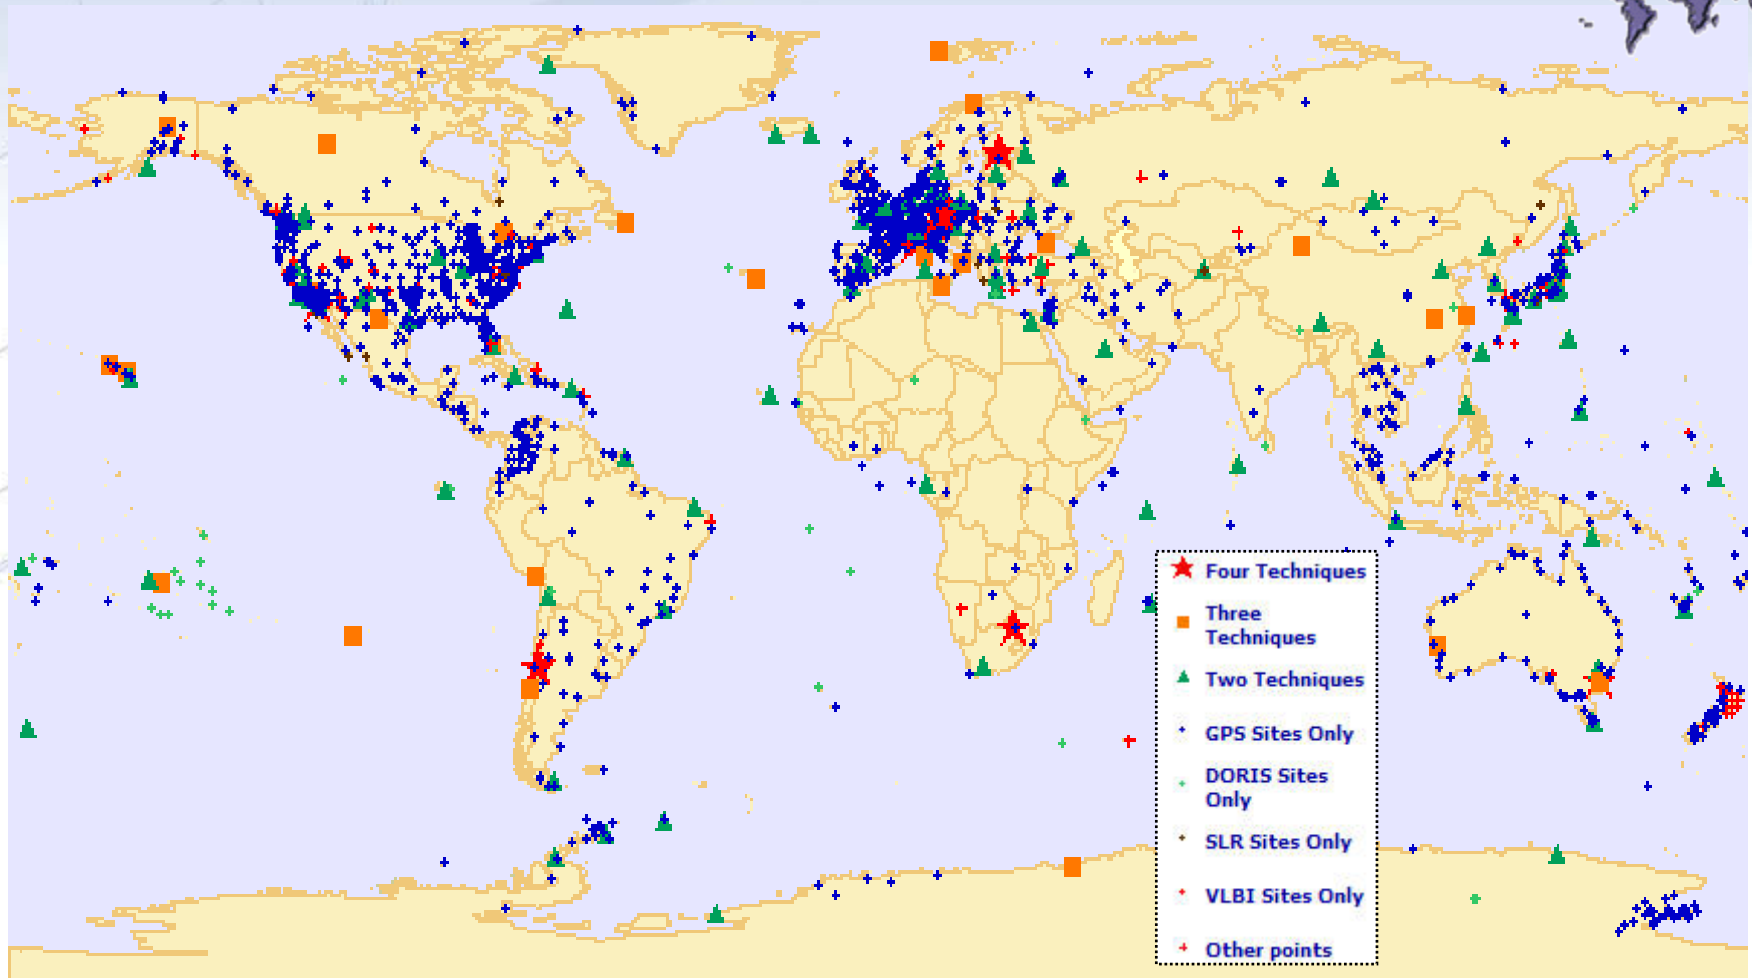 Four Techniques
Three
Techniques
Two Techniques
GPS Sites Only
DORIS Sites
Only
SLR Sites Only
VLBI Sites Only
Other points